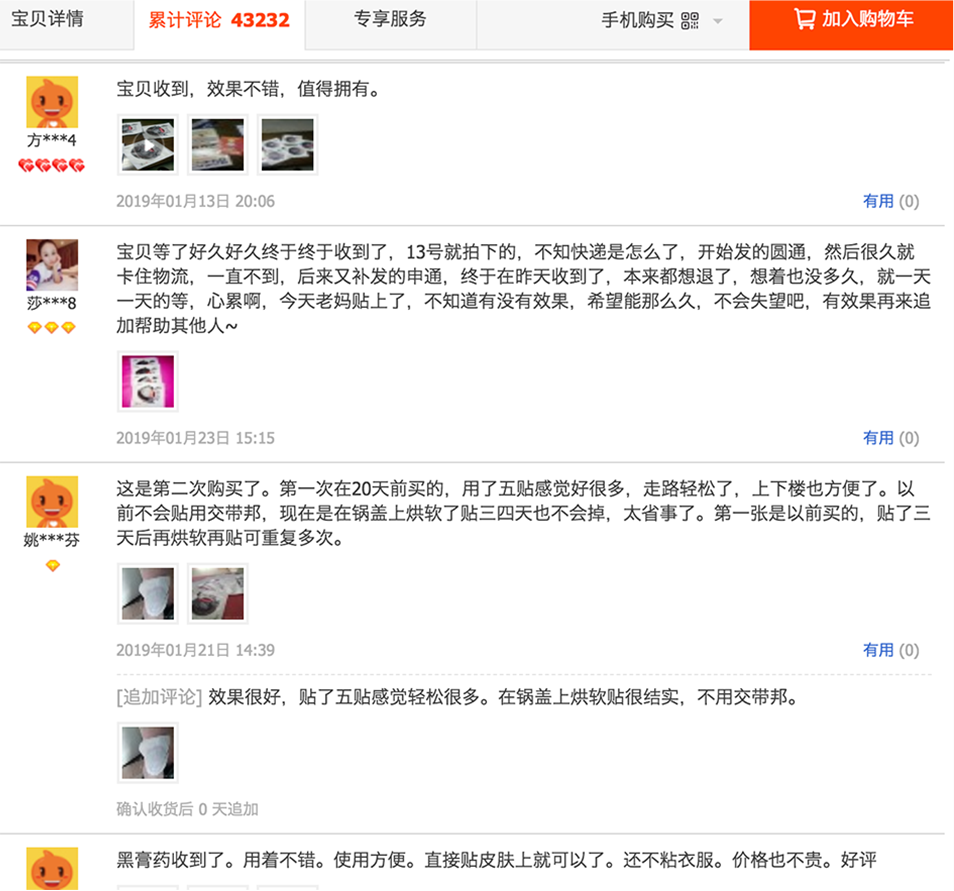 宝贝详情
累计评论 43232
专享服务
手机购买
加入购物车
宝贝收到，效果不错，值得拥有。
方***4
2019年01月13日 20:06
有用 (0)
宝贝等了好久好久终于终于收到了，13号就拍下的，不知快递是怎么了，开始发的圆通，然后很久就
卡住物流，一直不到，后来又补发的申通，终于在昨天收到了，本来都想退了，想着也没多久，就一天
一天的等，心累啊，今天老妈贴上了，不知道有没有效果，希望能那么久，不会失望吧，有效果再来追
加帮助其他人~
莎***8
2019年01月23日 15:15
有用 (0)
这是第二次购买了。第一次在20天前买的，用了五贴感觉好很多，走路轻松了，上下楼也方便了。以
前不会贴用交带邦，现在是在锅盖上烘软了贴三四天也不会掉，太省事了。第一张是以前买的，贴了三
天后再烘软再贴可重复多次。
姚***芬
2019年01月21日 14:39
有用 (0)
[追加评论] 效果很好，贴了五贴感觉轻松很多。在锅盖上烘软贴很结实，不用交带邦。
确认收货后 0 天追加
黑膏药收到了。用着不错。使用方便。直接贴皮肤上就可以了。还不粘衣服。价格也不贵。好评